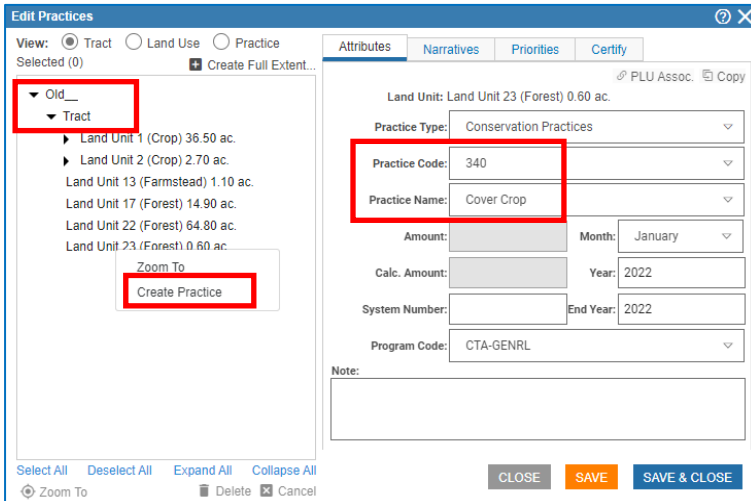 Edit Practices
View: Tract Land Use Practice
Selected (0) Create Full Extent...
Old__
Tract
Land Unit 1 (Crop) 36.50 ac.
Land Unit 2 (Crop) 2.70 ac.
Land Unit 13 (Farmstead) 1.10 ac.
Land Unit 17 (Forest) 14.90 ac.
Land Unit 22 (Forest) 64.80 ac.
Land Unit 23 (Forest) 0.60 ac
Zoom To
Create Practice
Select All Deselect All Expand All Collapse All
Zoom To Delete Cancel
Attributes Narratives Priorities Certify
PLU Assoc. Copy
Land Unit: Land Unit 23 (Forest) 0.60 ac.
Practice Type: Conservation Practices
Practice Code: 340
Practice Name: Cover Crop
Amount: Month: January
Calc. Amount: Year: 2022
System Number: End Year: 2022
Program Code: CTA-GENRL
Note:
CLOSE SAVE SAVE & CLOSE